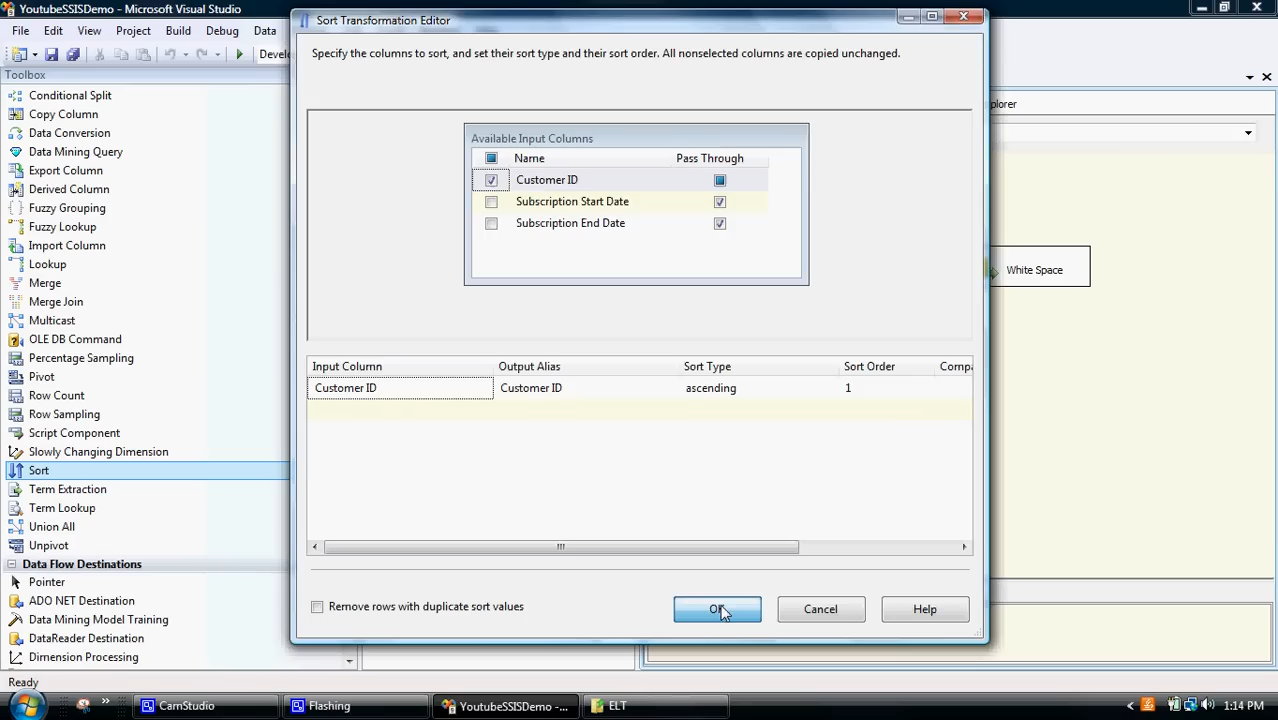 YoutubeSSISDemo - Microsoft Visual Studio
File Edit View Project Build Debug Data
Toolbox
Conditional Split
Copy Column
Data Conversion
Data Mining Query
Export Column
Derived Column
Fuzzy Grouping
Fuzzy Lookup
Import Column
Lookup
Merge
Merge Join
Multicast
OLE DB Command
Percentage Sampling
Pivot
Row Count
Row Sampling
Script Component
Slowly Changing Dimension
Sort
Term Extraction
Term Lookup
Union All
Unpivot
Data Flow Destinations
Pointer
ADO NET Destination
Data Mining Model Training
DataReader Destination
Dimension Processing
Sort Transformation Editor
Specify the columns to sort, and set their sort type and their sort order. All nonselected columns are copied unchanged.
Available Input Columns
Name Pass Through
Customer ID
Subscription Start Date
Subscription End Date
Input Column Output Alias Sort Type Sort Order
Customer ID Customer ID ascending 1
Remove rows with duplicate sort values
OK Cancel Help
White Space
Ready
CamStudio Flashing YoutubeSSISDemo -... ELT 1:14 PM